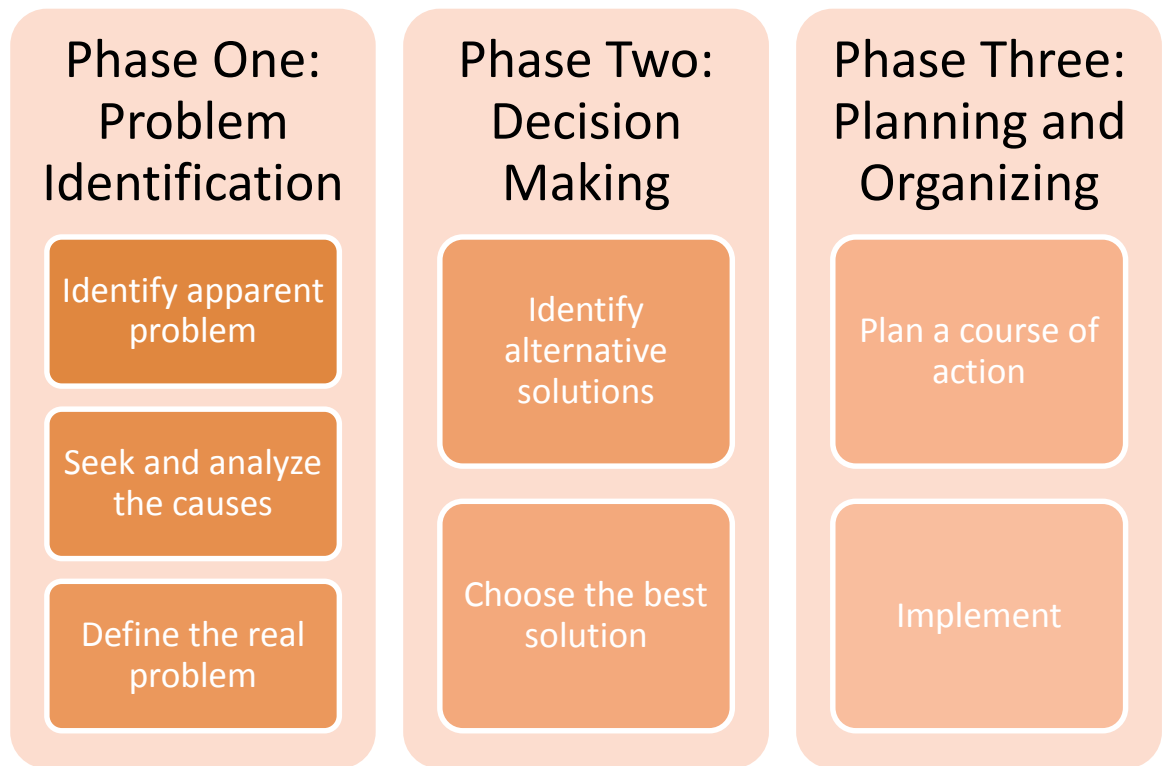 Phase One:
Problem
Identification
Identify apparent
problem
Seek and analyze
the causes
Define the real
problem
Phase Two:
Decision
Making
Identify
alternative
solutions
Choose the best
solution
Phase Three:
Planning and
Organizing
Plan a course of
action
Implement